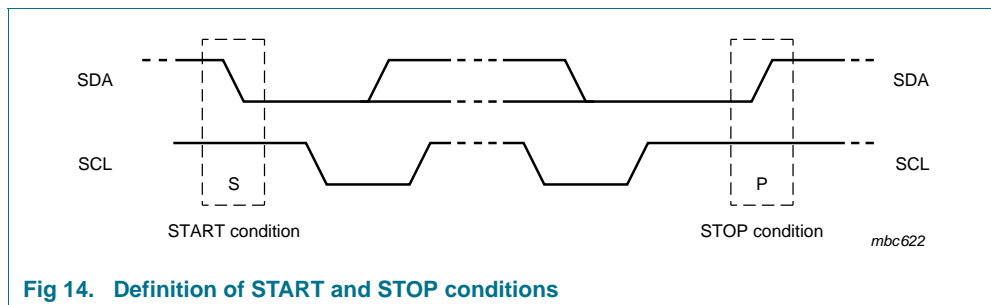 SDA SDA
SCL SCL
S P
START condition STOP condition
mbc622
Fig 14. Definition of START and STOP conditions